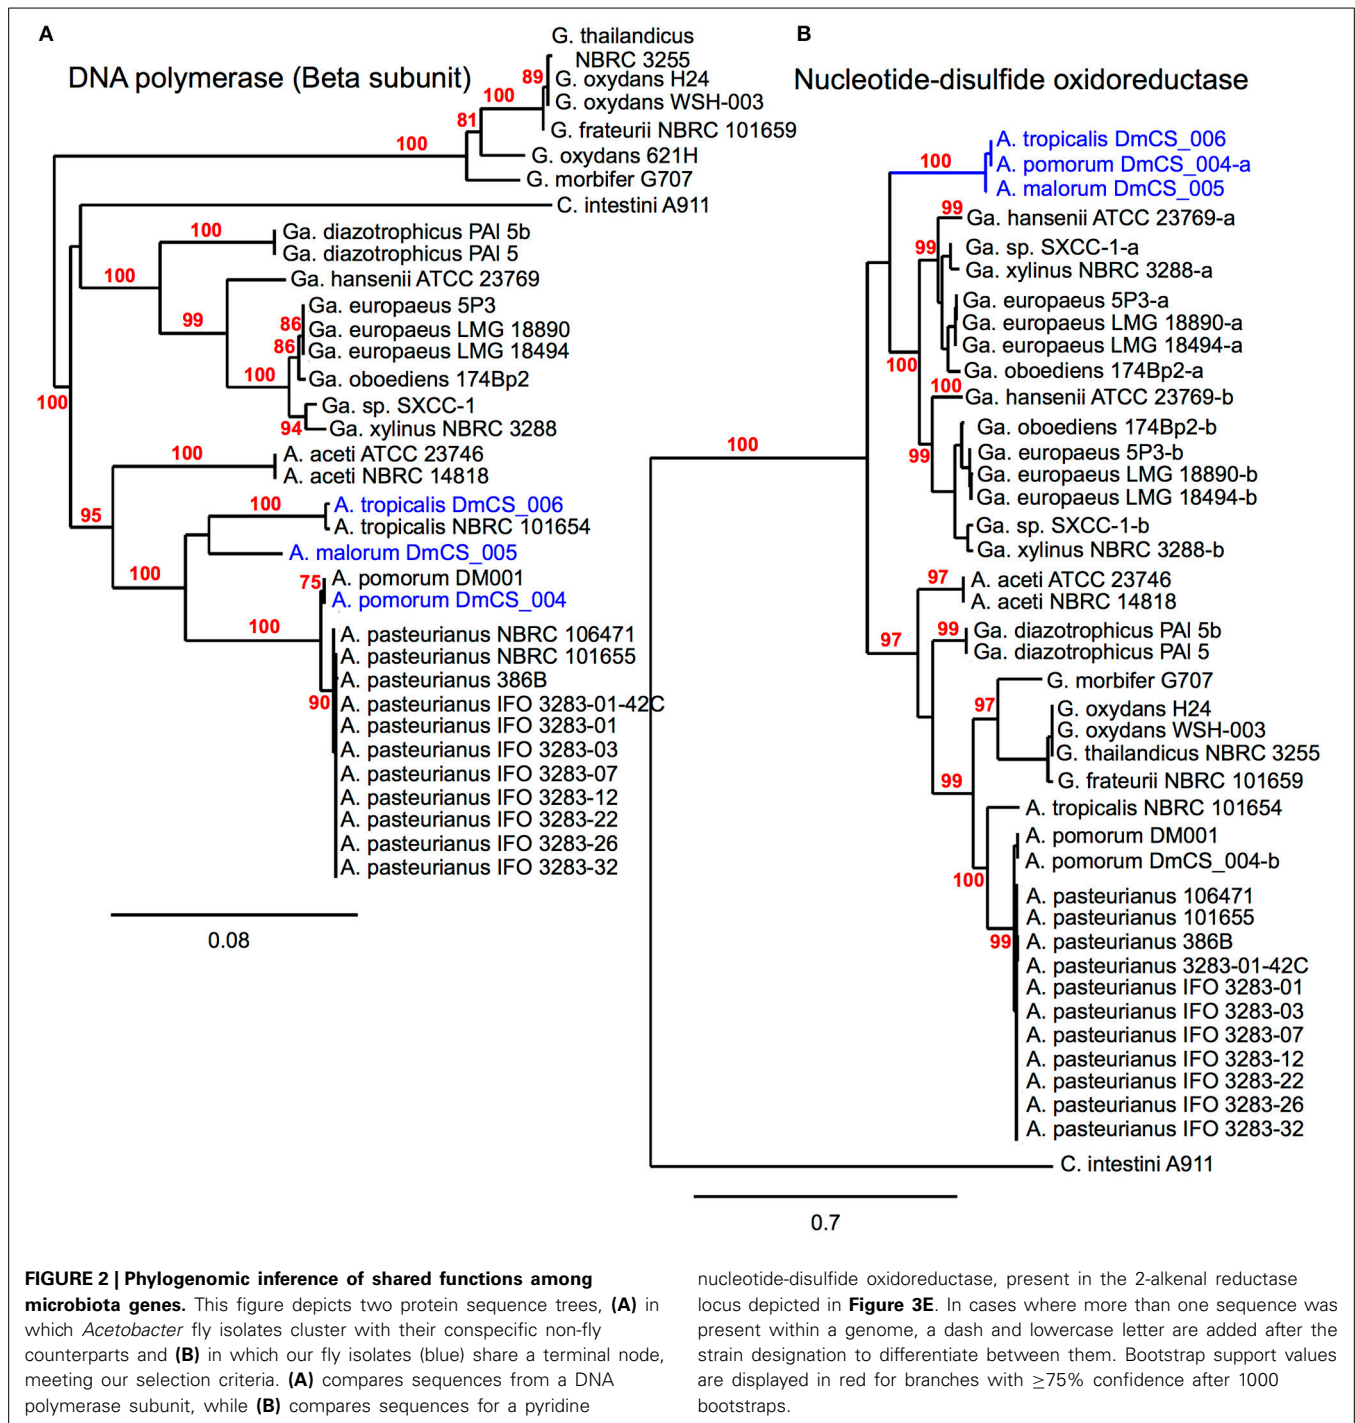 A
DNA polymerase (Beta subunit)
G. thailandicus
NBRC 3255
89
G. oxydans H24
100
G. oxydans WSH-003
81
G. frateurii NBRC 101659
100
G. oxydans 621H
G. morbifer G707
C. intestini A911
100
Ga. diazotrophicus PAl 5b
Ga. diazotrophicus PAl 5
100
Ga. hansenii ATCC 23769
99
Ga. europaeus 5P3
86
Ga. europaeus LMG 18890
86
Ga. europaeus LMG 18494
100
Ga. oboediens 174Bp2
100
Ga. sp. SXCC-1
94
Ga. xylinus NBRC 3288
100
A. aceti ATCC 23746
A. aceti NBRC 14818
95
100
A. tropicalis DmCS_006
A. tropicalis NBRC 101654
A. malorum DmCS_005
100
75
A. pomorum DM001
A. pomorum DmCS_004
100
A. pasteurianus NBRC 106471
A. pasteurianus NBRC 101655
A. pasteurianus 386B
90
A. pasteurianus IFO 3283-01-42C
A. pasteurianus IFO 3283-01
A. pasteurianus IFO 3283-03
A. pasteurianus IFO 3283-07
A. pasteurianus IFO 3283-12
A. pasteurianus IFO 3283-22
A. pasteurianus IFO 3283-26
A. pasteurianus IFO 3283-32
0.08
B
Nucleotide-disulfide oxidoreductase
A. tropicalis DmCS_006
100
A. pomorum DmCS_004-a
A. malorum DmCS_005
99
Ga. hansenii ATCC 23769-a
99
Ga. sp. SXCC-1-a
Ga. xylinus NBRC 3288-a
Ga. europaeus 5P3-a
Ga. europaeus LMG 18890-a
Ga. europaeus LMG 18494-a
100
Ga. oboediens 174Bp2-a
100
Ga. hansenii ATCC 23769-b
Ga. oboediens 174Bp2-b
100
99
Ga. europaeus 5P3-b
Ga. europaeus LMG 18890-b
Ga. europaeus LMG 18494-b
Ga. sp. SXCC-1-b
Ga. xylinus NBRC 3288-b
97
A. aceti ATCC 23746
A. aceti NBRC 14818
97
99
Ga. diazotrophicus PAl 5b
Ga. diazotrophicus PAl 5
G. morbifer G707
97
G. oxydans H24
G. oxydans WSH-003
G. thailandicus NBRC 3255
99
G. frateurii NBRC 101659
A. tropicalis NBRC 101654
A. pomorum DM001
A. pomorum DmCS_004-b
100
A. pasteurianus 106471
A. pasteurianus 101655
99
A. pasteurianus 386B
A. pasteurianus 3283-01-42C
A. pasteurianus IFO 3283-01
A. pasteurianus IFO 3283-03
A. pasteurianus IFO 3283-07
A. pasteurianus IFO 3283-12
A. pasteurianus IFO 3283-22
A. pasteurianus IFO 3283-26
A. pasteurianus IFO 3283-32
C. intestini A911
0.7
FIGURE 2 | Phylogenomic inference of shared functions among
microbiota genes. This figure depicts two protein sequence trees, (A) in
which Acetobacter fly isolates cluster with their conspecific non-fly
counterparts and (B) in which our fly isolates (blue) share a terminal node,
meeting our selection criteria. (A) compares sequences from a DNA
polymerase subunit, while (B) compares sequences for a pyridine
nucleotide-disulfide oxidoreductase, present in the 2-alkenal reductase
locus depicted in Figure 3E. In cases where more than one sequence was
present within a genome, a dash and lowercase letter are added after the
strain designation to differentiate between them. Bootstrap support values
are displayed in red for branches with ≥75% confidence after 1000
bootstraps.